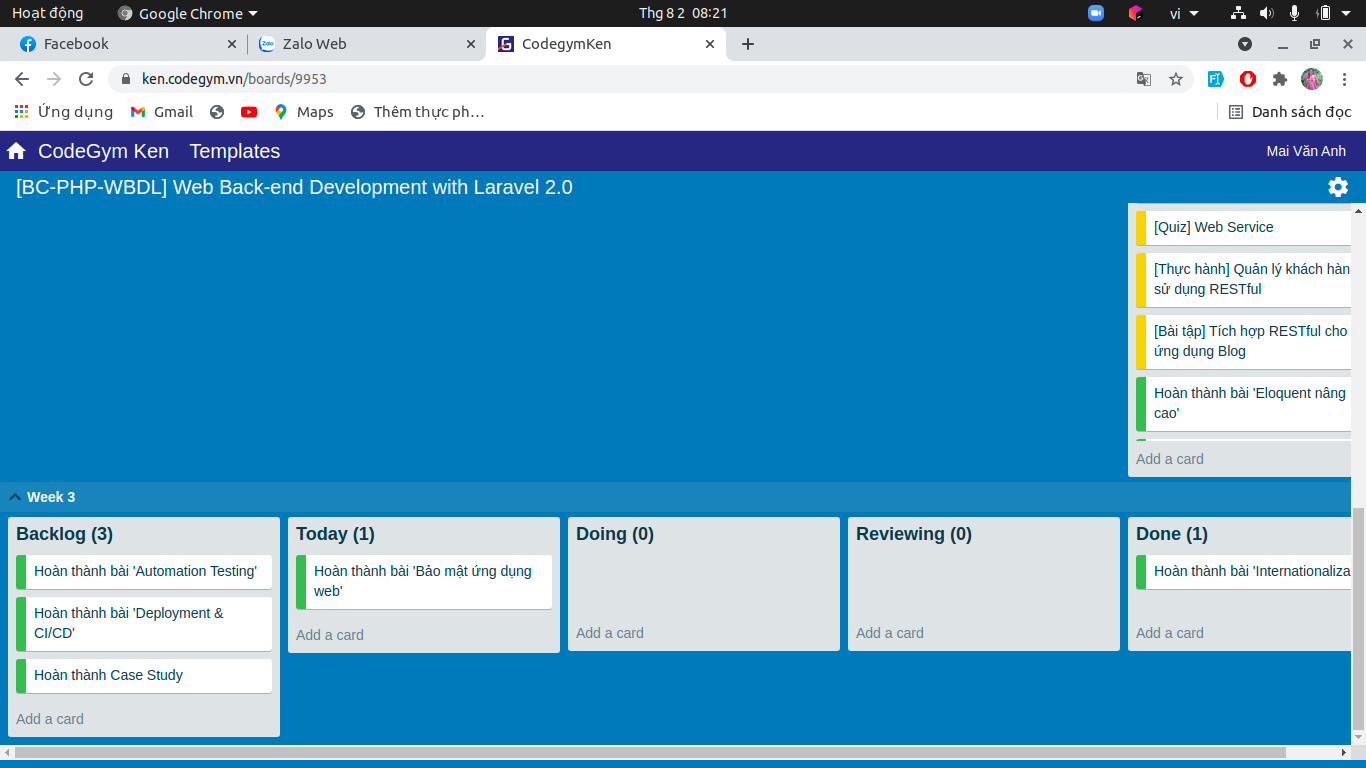 Hoạt động
Google Chrome
Thg 8 2 08:21
vi
Facebook
Zalo Web
CodegymKen
ken.codegym.vn/boards/9953
Ứng dụng
Gmail
Maps
Thêm thực ph…
Danh sách đọc
CodeGym Ken
Templates
Mai Văn Anh
[BC-PHP-WBDL] Web Back-end Development with Laravel 2.0
[Quiz] Web Service
[Thực hành] Quản lý khách hàn
sử dụng RESTful
[Bài tập] Tích hợp RESTful cho
ứng dụng Blog
Hoàn thành bài 'Eloquent nâng
cao'
Add a card
Week 3
Backlog (3)
Hoàn thành bài 'Automation Testing'
Hoàn thành bài 'Deployment &
CI/CD'
Hoàn thành Case Study
Add a card
Today (1)
Hoàn thành bài 'Bảo mật ứng dụng
web'
Add a card
Doing (0)
Add a card
Reviewing (0)
Add a card
Done (1)
Hoàn thành bài 'Internationaliza
Add a card